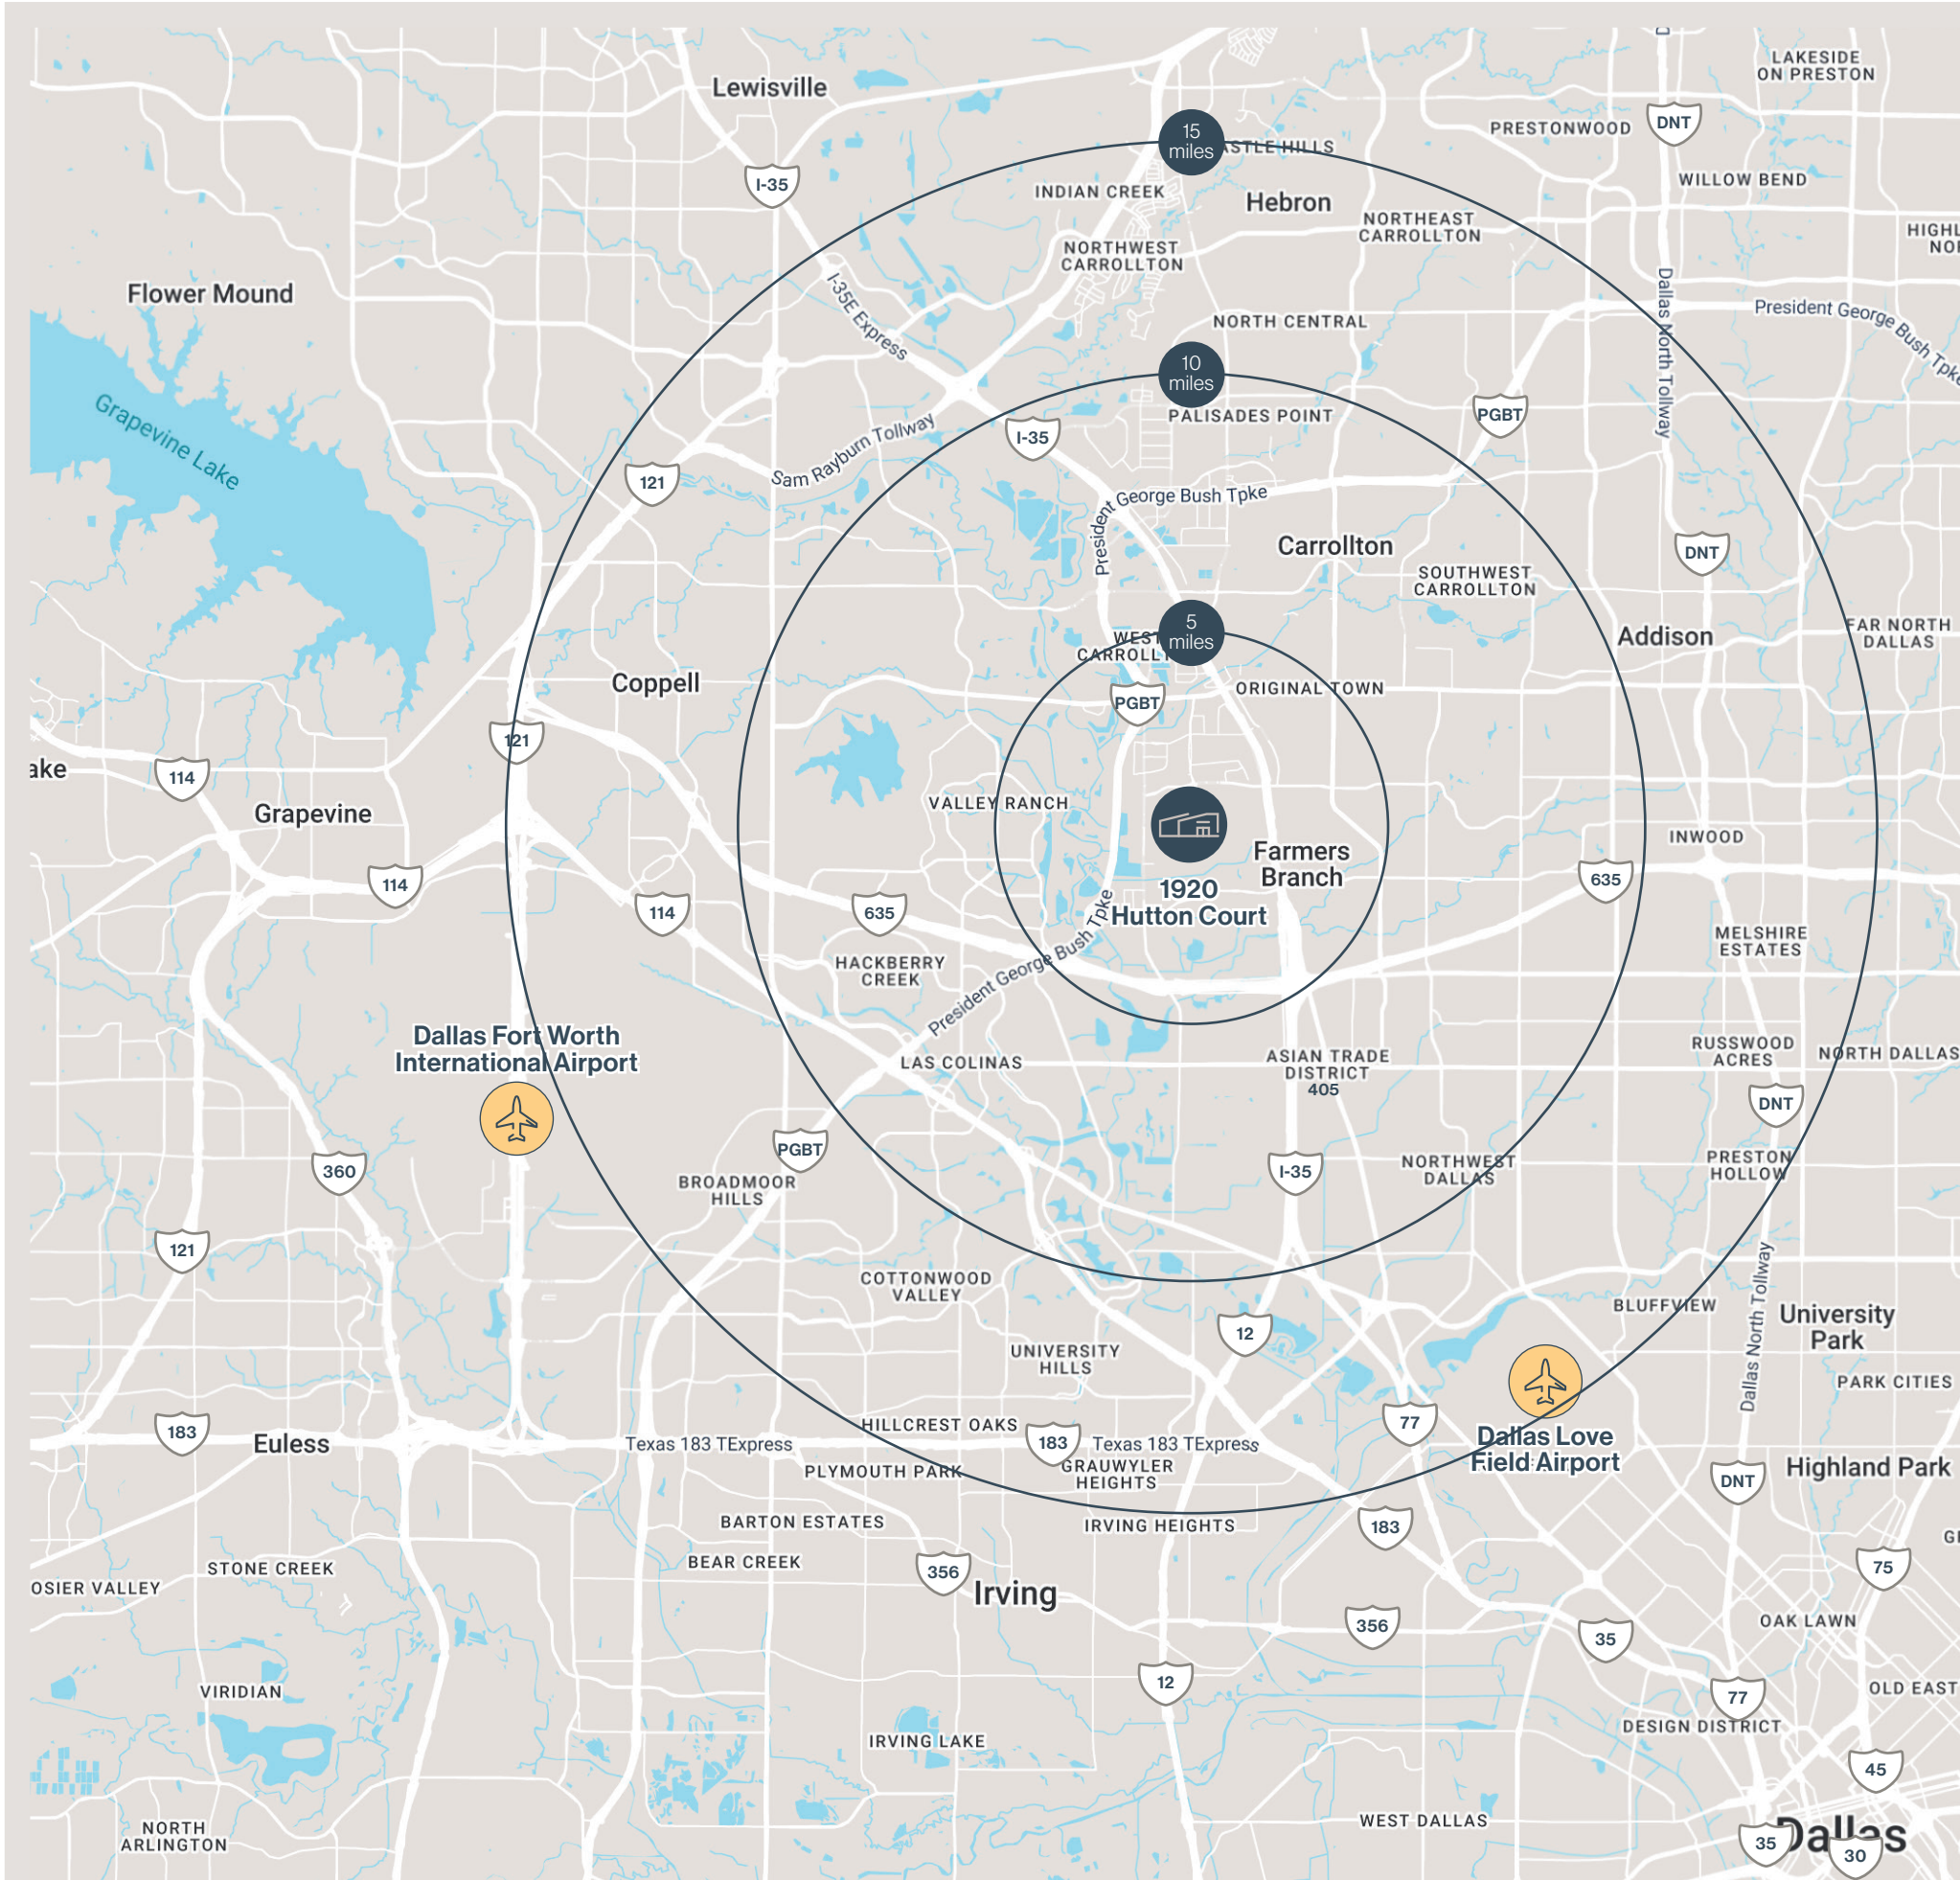 LAKESIDE
ON PRESTON
Lewisville
DNT
PRESTONWOOD
15
miles
ASTLE HILLS
I-35
INDIAN CREEK
WILLOW BEND
Hebron
NORTHEAST
CARROLLTON
HIGHL
NOR
NORTHWEST
CARROLLTON
Flower Mound
I-35E Express
Dallas North Tollway
President George Bush Tpke
NORTH CENTRAL
10
miles
Grapevine Lake
PALISADES POINT
PGBT
I-35
Sam Rayburn Tollway
121
President George Bush Tpke
Carrollton
DNT
SOUTHWEST
CARROLLTON
5
miles
WEST
CARROLLT
Addison
FAR NORTH
DALLAS
Coppell
ORIGINAL TOWN
PGBT
121
ake
114
Grapevine
VALLEY RANCH
INWOOD
Farmers
Branch
114
114
635
635
1920
Hutton Court
President George Bush Tpke
MELSHIRE
ESTATES
HACKBERRY
CREEK
Dallas Fort Worth
International Airport
LAS COLINAS
ASIAN TRADE
DISTRICT
405
RUSSWOOD
ACRES
NORTH DALLAS
DNT
PGBT
360
I-35
NORTHWEST
DALLAS
PRESTON
HOLLOW
BROADMOOR
HILLS
121
COTTONWOOD
VALLEY
Dallas North Tollway
BLUFFVIEW
University
Park
12
UNIVERSITY
HILLS
PARK CITIES
183
Euless
HILLCREST OAKS
77
Texas 183 TExpress
183
Texas 183 TExpress
Dallas Love
Field Airport
PLYMOUTH PARK
GRAUWYLER
HEIGHTS
DNT
Highland Park
BARTON ESTATES
IRVING HEIGHTS
183
STONE CREEK
BEAR CREEK
356
75
OSIER VALLEY
Irving
356
35
OAK LAWN
VIRIDIAN
12
77
OLD EAST
DESIGN DISTRICT
IRVING LAKE
45
NORTH
ARLINGTON
WEST DALLAS
35
Dallas
30